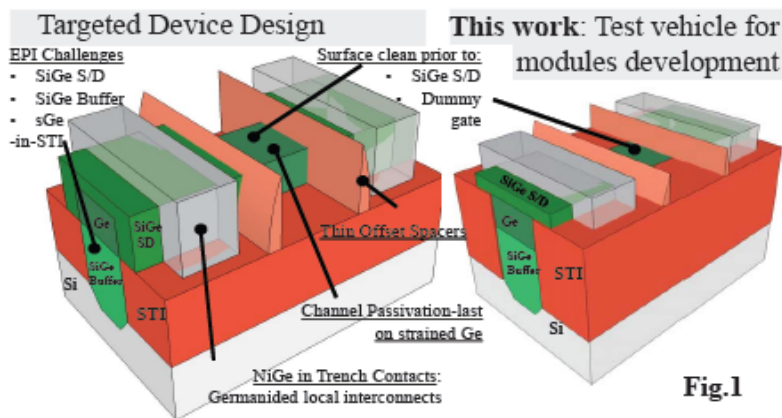 Targeted Device Design
This work: Test vehicle for
modules development
EPI Challenges
▪ SiGe S/D
▪ SiGe Buffer
▪ sGe
-in-STI
Surface clean prior to:
▪ SiGe S/D
▪ Dummy
gate
Ge
SiGe
SD
SiGe
Buffer
Si
STI
Thin Offset Spacers
Channel Passivation-last
on strained Ge
NiGe in Trench Contacts:
Germanided local interconnects
SiGe S/D
Ge
SiGe
Buffer
STI
Si
Fig.1